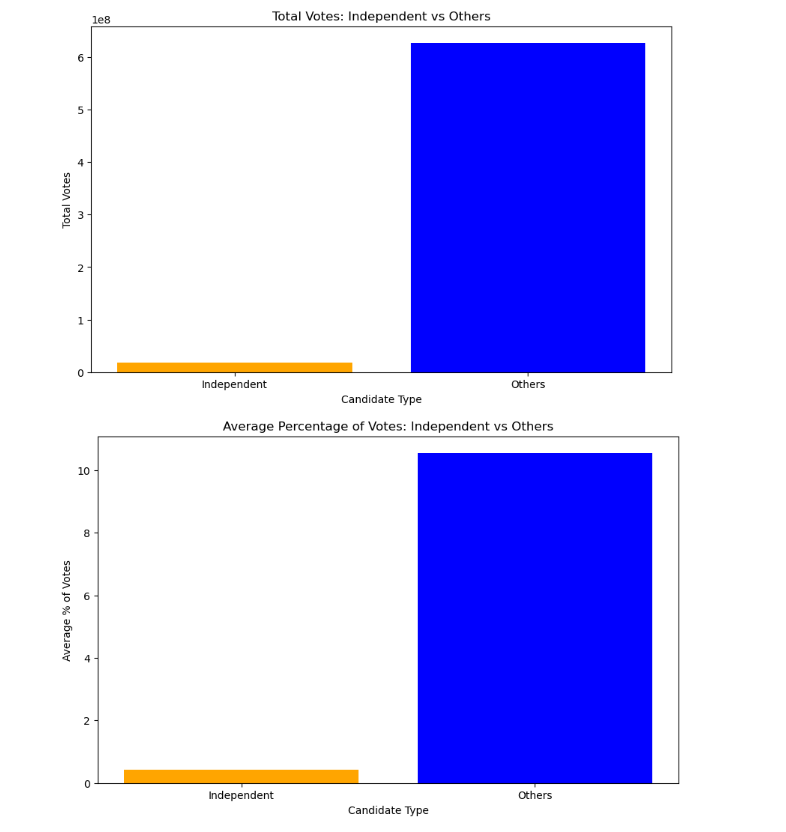 Total Votes: Independent vs Others
1e8
6
5
4
3
2
1
0
Total Votes
Independent Others
Candidate Type
Average Percentage of Votes: Independent vs Others
10
8
6
4
2
0
Average % of Votes
Independent Others
Candidate Type